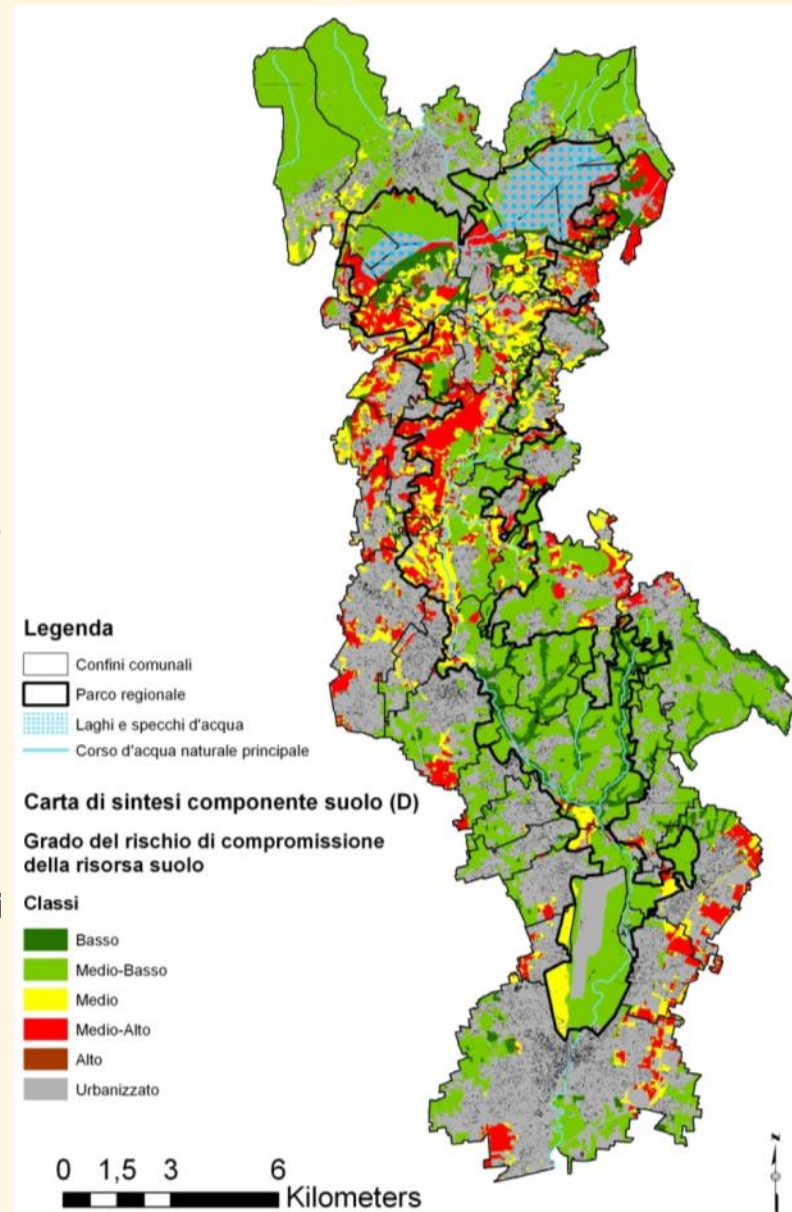 Legenda
Confini comunali
Parco regionale
Laghi e specchi d'acqua
Corso d'acqua naturale principale
Carta di sintesi componente suolo (D)
Grado del rischio di compromissione
della risorsa suolo
Classi
Basso
Medio-Basso
Medio
Medio-Alto
Alto
Urbanizzato
0 1,5 3 6
Kilometers